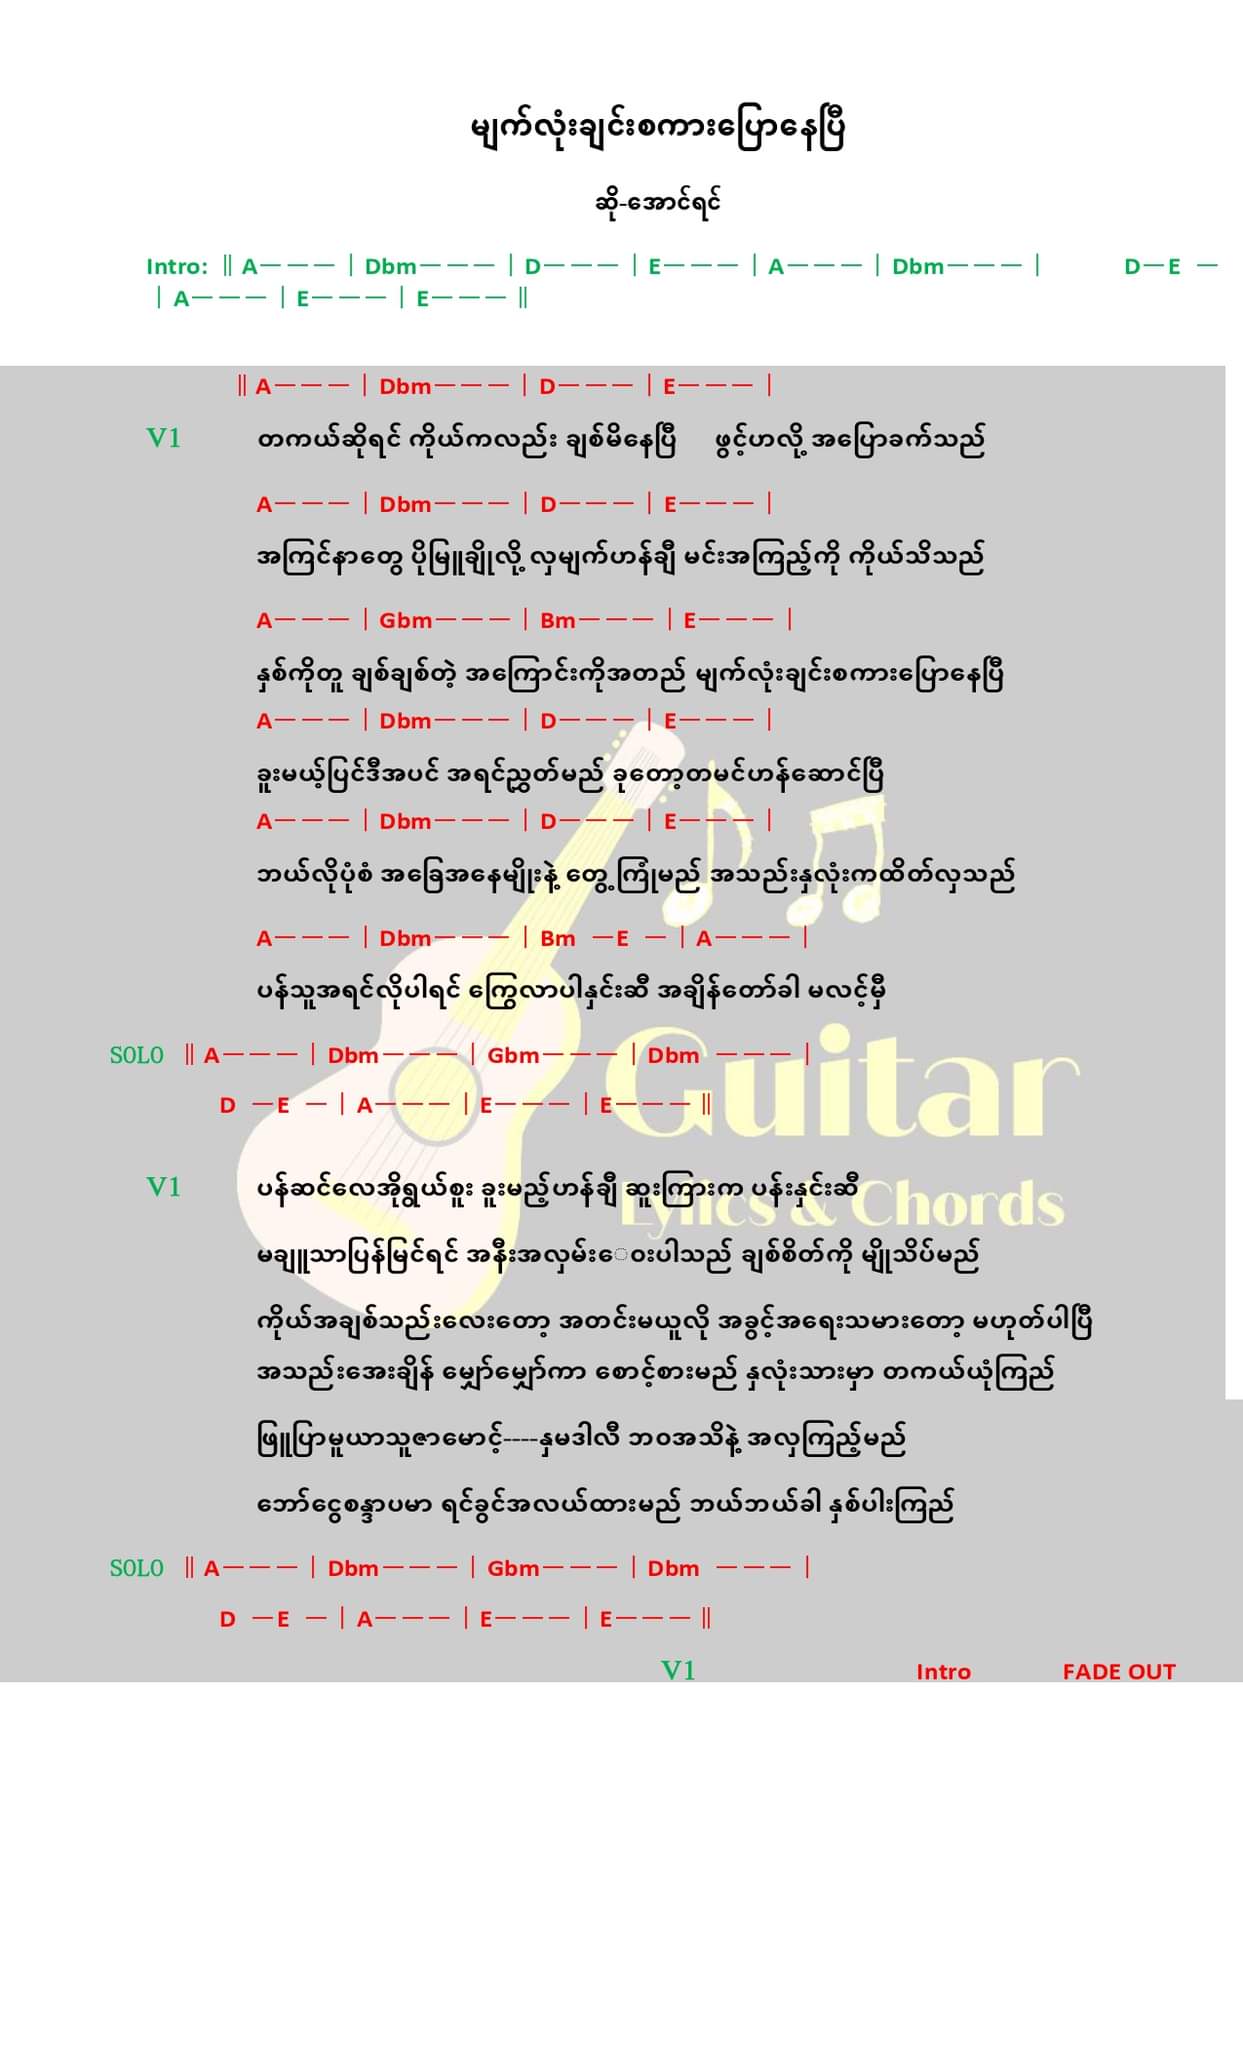 မျက်လုံးချင်းစကားပြောနေပြီ
ဆို-အောင်ရင်
Intro: ‖ A─ ─ ─ | Dbm─ ─ ─ | D─ ─ ─ | E─ ─ ─ | A─ ─ ─ | Dbm─ ─ ─ | D─E ─
| A─ ─ ─ | E─ ─ ─ | E─ ─ ─ ‖
‖ A─ ─ ─ | Dbm─ ─ ─ | D─ ─ ─ | E─ ─ ─ |
V1 တကယ်ဆိုရင် ကိုယ်ကလည်း ချစ်မိနေပြီ ဖွင့်ဟလို့ အပြောခက်သည်
A─ ─ ─ | Dbm─ ─ ─ | D─ ─ ─ | E─ ─ ─ |
အကြင်နာတွေ ပိုမြူချိုလို့ လှမျက်ဟန်ချီ မင်းအကြည့်ကို ကိုယ်သိသည်
A─ ─ ─ | Gbm─ ─ ─ | Bm─ ─ ─ | E─ ─ ─ |
နှစ်ကိုတူ ချစ်ချစ်တဲ့ အကြောင်းကိုအတည် မျက်လုံးချင်းစကားပြောနေပြီ
A─ ─ ─ | Dbm─ ─ ─ | D─ ─ ─ | E─ ─ ─ |
ခူးမယ့်ပြင်ဒီအပင် အရင်ညွှတ်မည် ခုတော့တမင်ဟန်ဆောင်ပြီ
A─ ─ ─ | Dbm─ ─ ─ | D─ ─ ─ | E─ ─ ─ |
ဘယ်လိုပုံစံ အခြေအနေမျိုးနဲ့ တွေ့ကြုံမည် အသည်းနှလုံးကထိတ်လှသည်
A─ ─ ─ | Dbm─ ─ ─ | Bm ─E ─ | A─ ─ ─ |
ပန်သူအရင်လိုပါရင် ကြွေလာပါနှင်းဆီ အချိန်တော်ခါ မလင့်မှီ
SOLO ‖ A─ ─ ─ | Dbm─ ─ ─ | Gbm─ ─ ─ | Dbm ─ ─ ─ |
D ─E ─ | A─ ─ ─ | E─ ─ ─ | E─ ─ ─ ‖
Guitar
Lyrics & Chords
V1 ပန်ဆင်လေအိုရွယ်စူး ခူးမည့်ဟန်ချီ ဆူးကြားက ပန်းနှင်းဆီ
မချူသာပြန်မြင်ရင် အနီးအလှမ်းေဝးပါသည် ချစ်စိတ်ကို မျိုသိပ်မည်
ကိုယ်အချစ်သည်းလေးတော့ အတင်းမယူလို အခွင့်အရေးသမားတော့ မဟုတ်ပါပြီ
အသည်းအေးချိန် မျှော်မျှော်ကာ စောင့်စားမည် နှလုံးသားမှာ တကယ်ယုံကြည်
ဖြူပြာမူယာသူဇာမောင့်----နှမဒါလီ ဘဝအသိနဲ့ အလှကြည့်မည်
ဘော်ငွေစန္ဒာပမာ ရင်ခွင်အလယ်ထားမည် ဘယ်ဘယ်ခါ နှစ်ပါးကြည်
SOLO ‖ A─ ─ ─ | Dbm─ ─ ─ | Gbm─ ─ ─ | Dbm ─ ─ ─ |
D ─E ─ | A─ ─ ─ | E─ ─ ─ | E─ ─ ─ ‖
V1 Intro FADE OUT